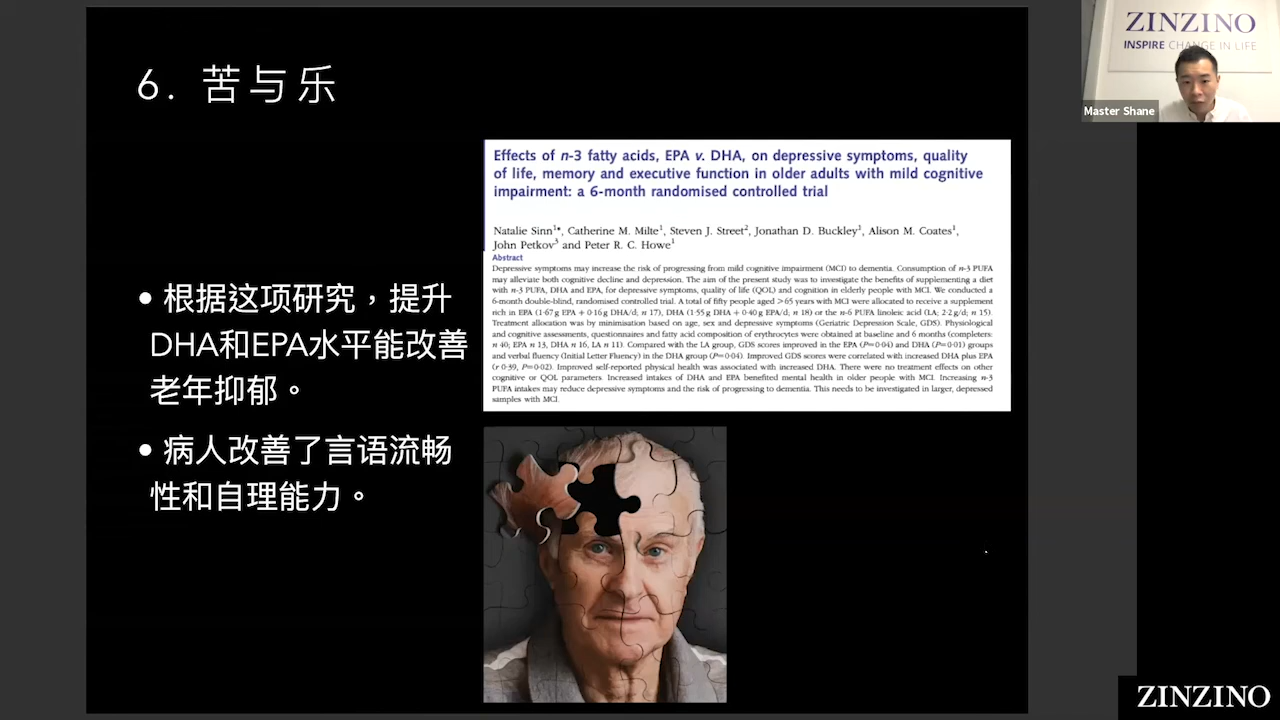 6. 苦与乐
Effects of n-3 fatty acids, EPA v. DHA, on depressive symptoms, quality
of life, memory and executive function in older adults with mild cognitive
impairment: a 6-month randomised controlled trial
Natalie Sinn¹*, Catherine M. Milte¹, Steven J. Street², Jonathan D. Buckley¹, Alison M. Coates¹,
John Petkov³ and Peter R. C. Howe¹
Abstract
Depressive symptoms may increase the risk of progressing from mild cognitive impairment (MCI) to dementia. Consumption of n-3 PUFA
may alleviate both cognitive decline and depression. The aim of the present study was to investigate the benefits of supplementing a diet
with n-3 PUFA, DHA and EPA, for depressive symptoms, quality of life (QOL) and cognition in elderly people with MCI. We conducted a
6-month double-blind, randomised controlled trial. A total of fifty people aged >65 years with MCI were allocated to receive a supplement
rich in EPA (1·67 g EPA + 0·16 g DHA/d; n 17), DHA (1·55 g DHA + 0·40 g EPA/d; n 18) or the n-6 PUFA linoleic acid (LA; 2·2 g/d; n 15).
Treatment allocation was by minimisation based on age, sex and depressive symptoms (Geriatric Depression Scale, GDS). Physiological
and cognitive assessments, questionnaires and fatty acid composition of erythrocytes were obtained at baseline and 6 months (completers:
n 40; EPA n 13, DHA n 16, LA n 11). Compared with the LA group, GDS scores improved in the EPA (P=0·04) and DHA (P=0·01) groups
and verbal fluency (Initial Letter Fluency) in the DHA group (P=0·04). Improved GDS scores were correlated with increased DHA plus EPA
(r 0·39, P=0·02). Improved self-reported physical health was associated with increased DHA. There were no treatment effects on other
cognitive or QOL parameters. Increased intakes of DHA and EPA benefited mental health in older people with MCI. Increasing n-3
PUFA intakes may reduce depressive symptoms and the risk of progressing to dementia. This needs to be investigated in larger, depressed
samples with MCI.
• 根据这项研究，提升
DHA和EPA水平能改善
老年抑郁。
• 病人改善了言语流畅
性和自理能力。
ZINZINO
INSPIRE CHANGE IN LIFE
Master Shane
ZINZINO